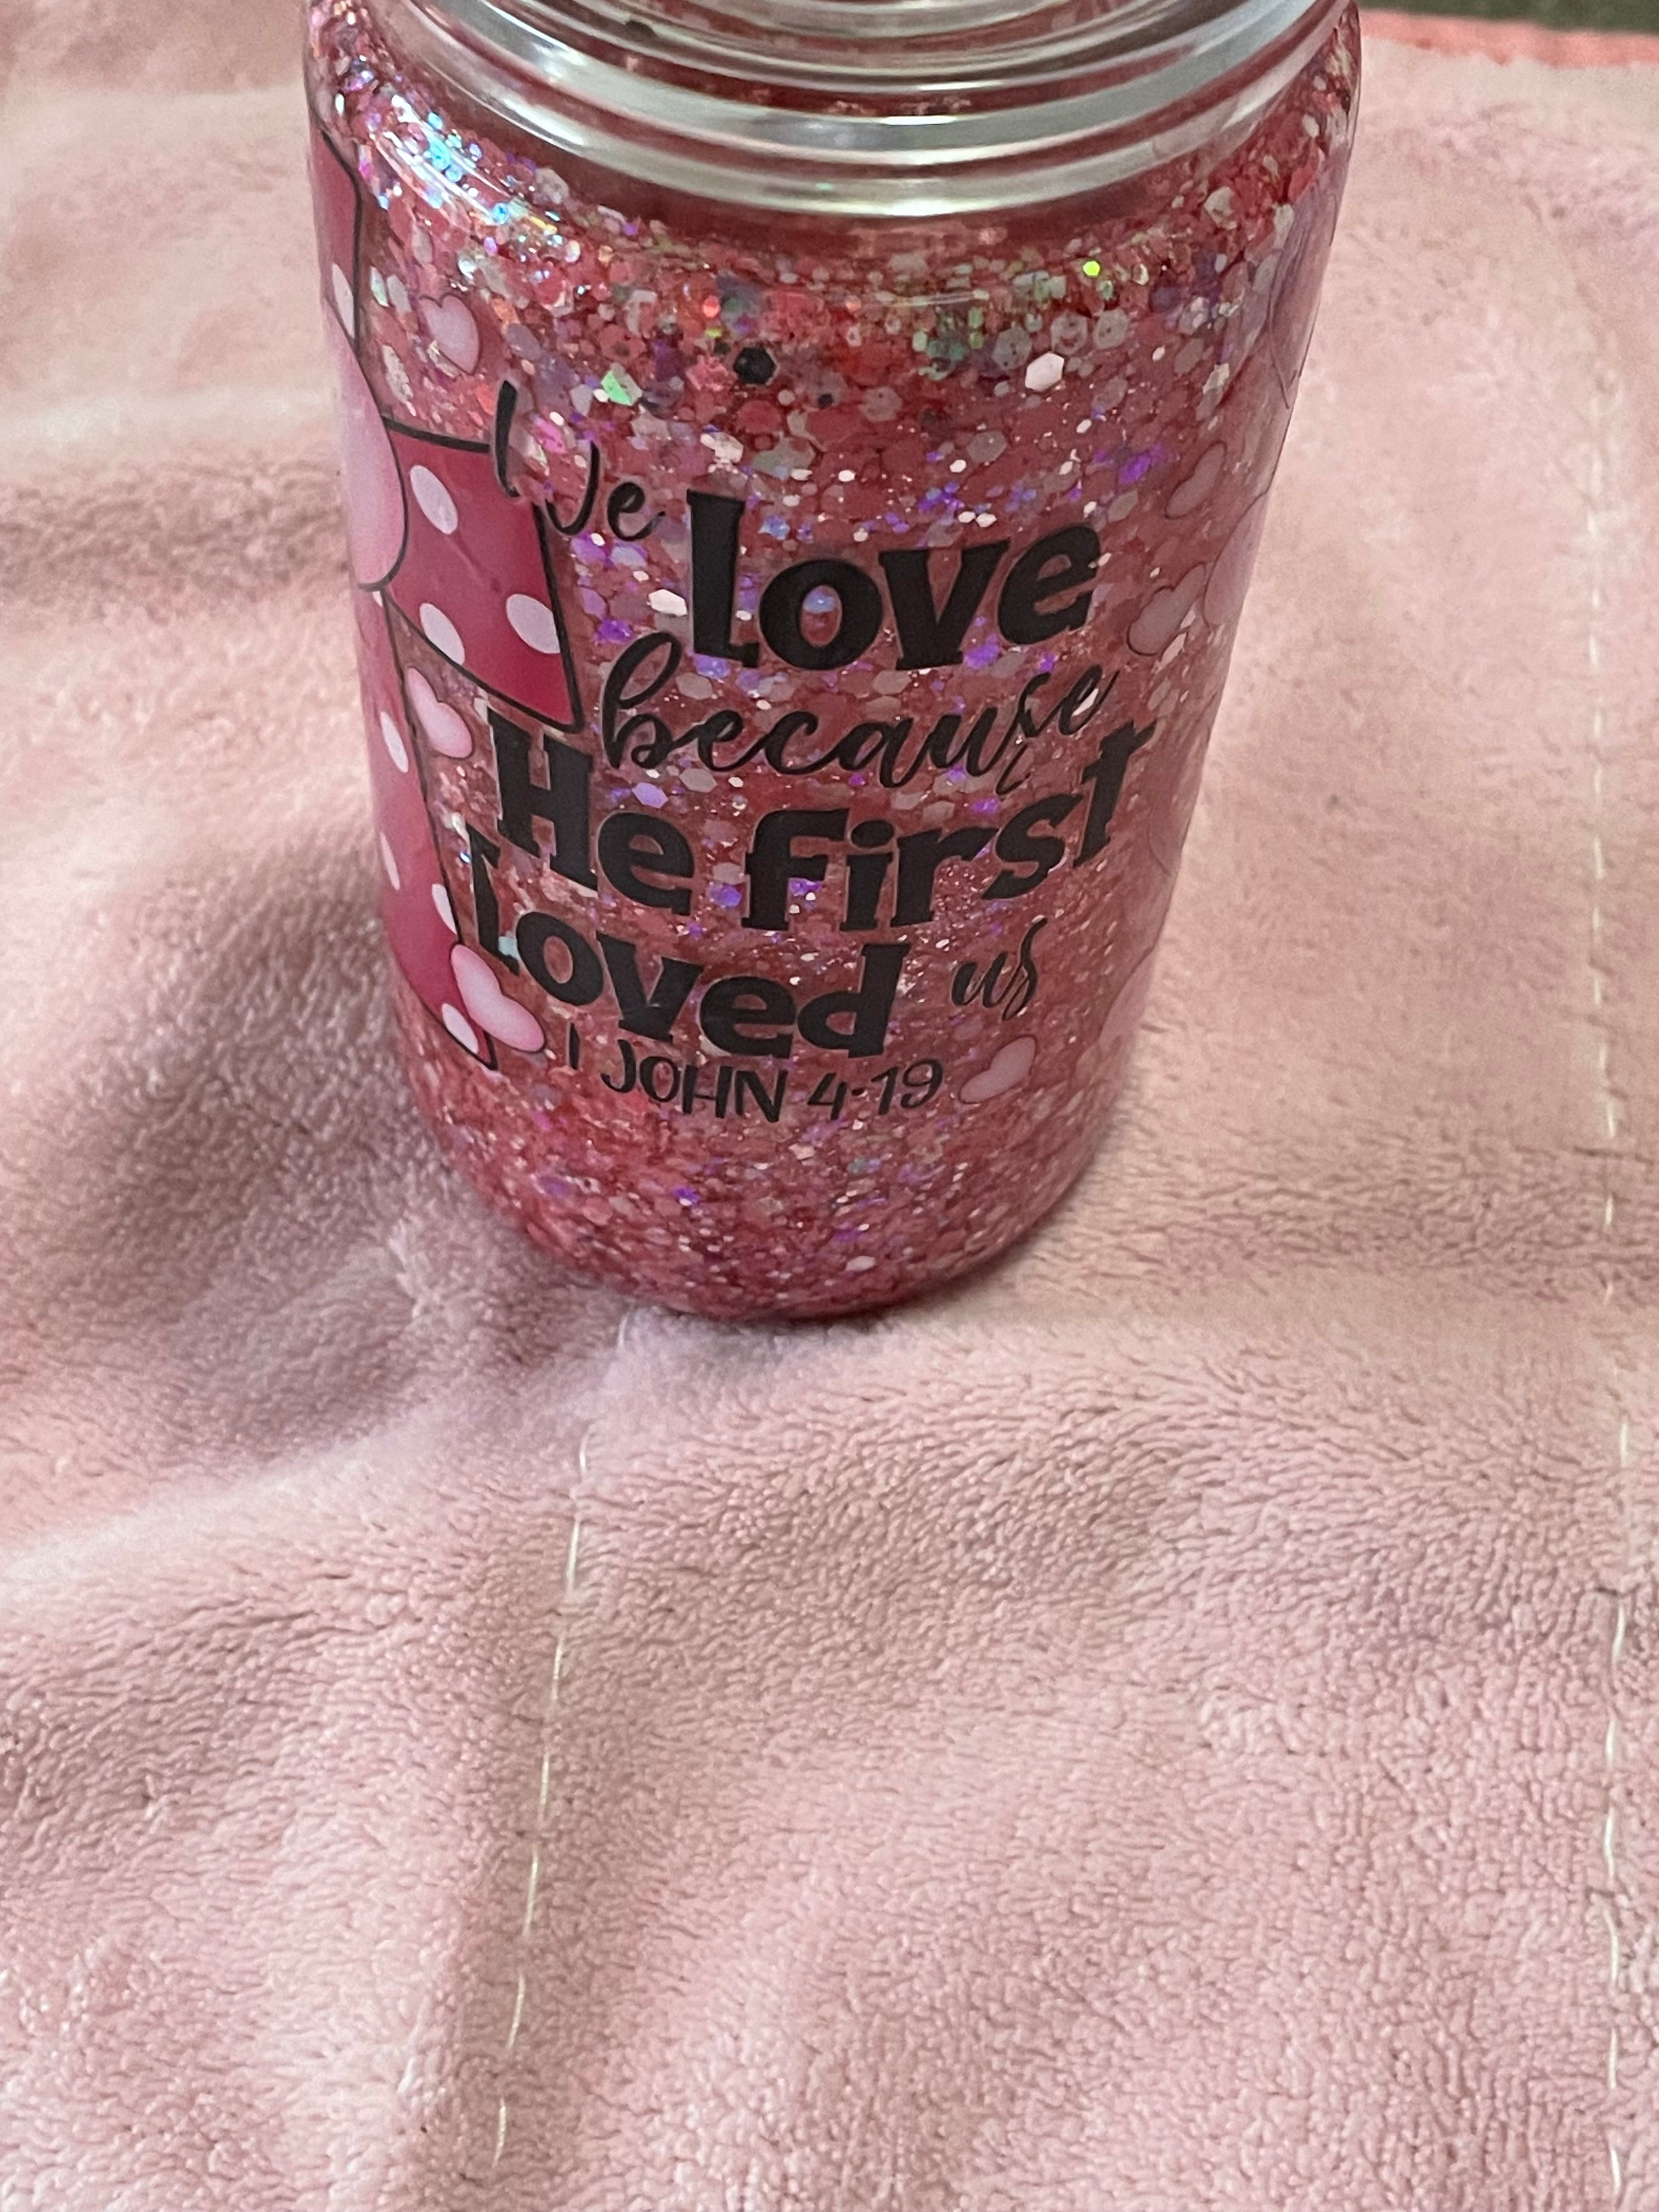 We love
because
He first
loved us
1 JOHN 4:19